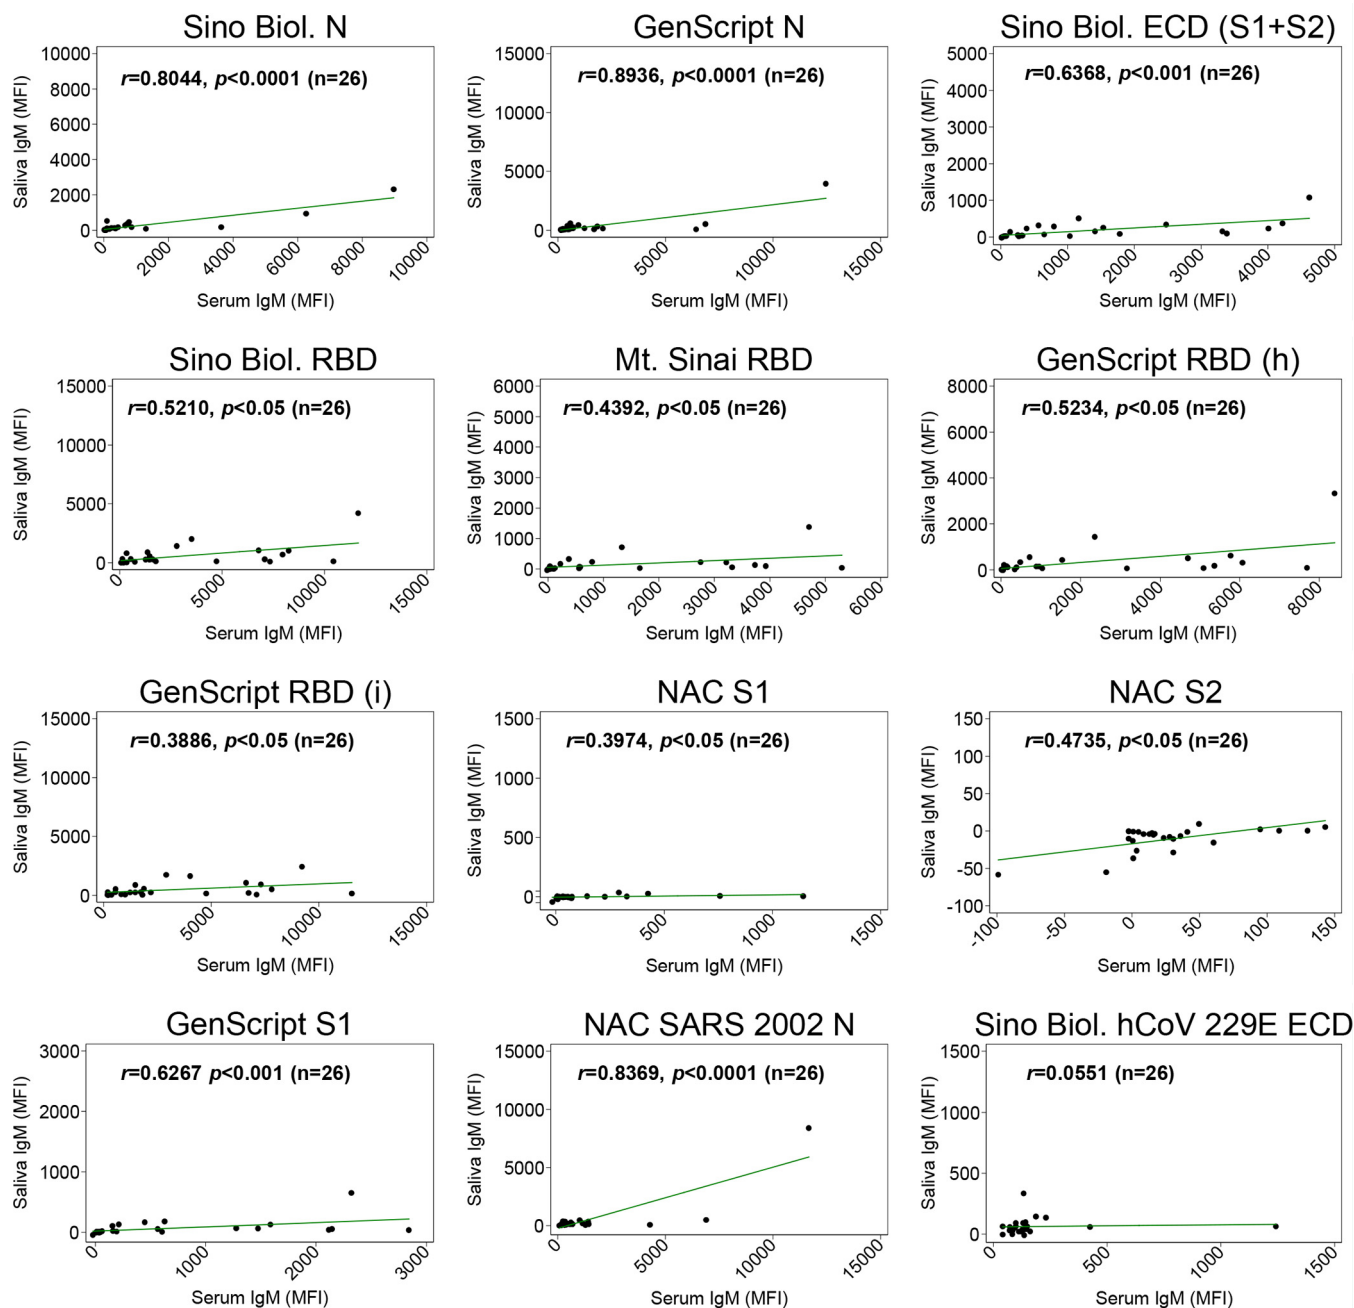 Sino Biol. N
r=0.8044, p<0.0001 (n=26)
Saliva IgM (MFI)
10000
8000
6000
4000
2000
0
0
2000
4000
6000
8000
10000
Serum IgM (MFI)
GenScript N
r=0.8936, p<0.0001 (n=26)
Saliva IgM (MFI)
15000
10000
5000
0
0
5000
10000
15000
Serum IgM (MFI)
Sino Biol. ECD (S1+S2)
r=0.6368, p<0.001 (n=26)
Saliva IgM (MFI)
5000
4000
3000
2000
1000
0
0
1000
2000
3000
4000
5000
Serum IgM (MFI)
Sino Biol. RBD
r=0.5210, p<0.05 (n=26)
Saliva IgM (MFI)
15000
10000
5000
0
0
5000
10000
15000
Serum IgM (MFI)
Mt. Sinai RBD
r=0.4392, p<0.05 (n=26)
Saliva IgM (MFI)
6000
5000
4000
3000
2000
1000
0
0
1000
2000
3000
4000
5000
6000
Serum IgM (MFI)
GenScript RBD (h)
r=0.5234, p<0.05 (n=26)
Saliva IgM (MFI)
8000
6000
4000
2000
0
0
2000
4000
6000
8000
Serum IgM (MFI)
GenScript RBD (i)
r=0.3886, p<0.05 (n=26)
Saliva IgM (MFI)
15000
10000
5000
0
0
5000
10000
15000
Serum IgM (MFI)
NAC S1
r=0.3974, p<0.05 (n=26)
Saliva IgM (MFI)
1500
1000
500
0
0
500
1000
1500
Serum IgM (MFI)
NAC S2
r=0.4735, p<0.05 (n=26)
Saliva IgM (MFI)
150
100
50
0
-50
-100
-100
-50
0
50
100
150
Serum IgM (MFI)
GenScript S1
r=0.6267 p<0.001 (n=26)
Saliva IgM (MFI)
3000
2000
1000
0
0
1000
2000
3000
Serum IgM (MFI)
NAC SARS 2002 N
r=0.8369, p<0.0001 (n=26)
Saliva IgM (MFI)
15000
10000
5000
0
0
5000
10000
15000
Serum IgM (MFI)
Sino Biol. hCoV 229E ECD
r=0.0551 (n=26)
Saliva IgM (MFI)
1500
1000
500
0
0
500
1000
1500
Serum IgM (MFI)